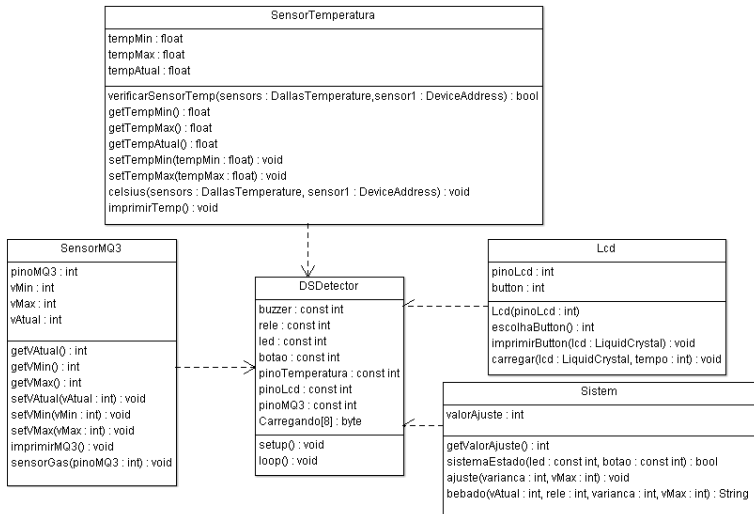 SensorTemperatura
tempMin : float
tempMax : float
tempAtual : float
verificarSensorTemp(sensors : DallasTemperature,sensor1 : DeviceAddress) : bool
getTempMin() : float
getTempMax() : float
getTempAtual() : float
setTempMin(tempMin : float) : void
setTempMax(tempMax : float) : void
celsius(sensors : DallasTemperature, sensor1 : DeviceAddress) : void
imprimirTemp() : void
SensorMQ3
pinoMQ3 : int
vMin : int
vMax : int
vAtual : int
getVAtual() : int
getVMin() : int
getVMax() : int
setVAtual(vAtual : int) : void
setVMin(vMin : int) : void
setVMax(vMax : int) : void
imprimirMQ3() : void
sensorGas(pinoMQ3 : int) : void
DSDetector
buzzer : const int
rele : const int
led : const int
botao : const int
pinoTemperatura : const int
pinoLcd : const int
pinoMQ3 : const int
Carregando[8] : byte
setup() : void
loop() : void
Lcd
pinoLcd : int
button : int
Lcd(pinoLcd : int)
escolhaButton() : int
imprimirButton(lcd : LiquidCrystal) : void
carregar(lcd : LiquidCrystal, tempo : int) : void
Sistem
valorAjuste : int
getValorAjuste() : int
sistemaEstado(led : const int, botao : const int) : bool
ajuste(varianca : int, vMax : int) : void
bebado(vAtual : int, rele : int, varianca : int, vMax : int) : String